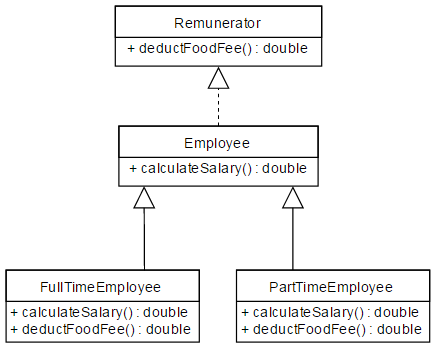 Remunerator
+ deductFoodFee() : double
Employee
+ calculateSalary() : double
FullTimeEmployee
+ calculateSalary() : double
+ deductFoodFee() : double
PartTimeEmployee
+ calculateSalary() : double
+ deductFoodFee() : double